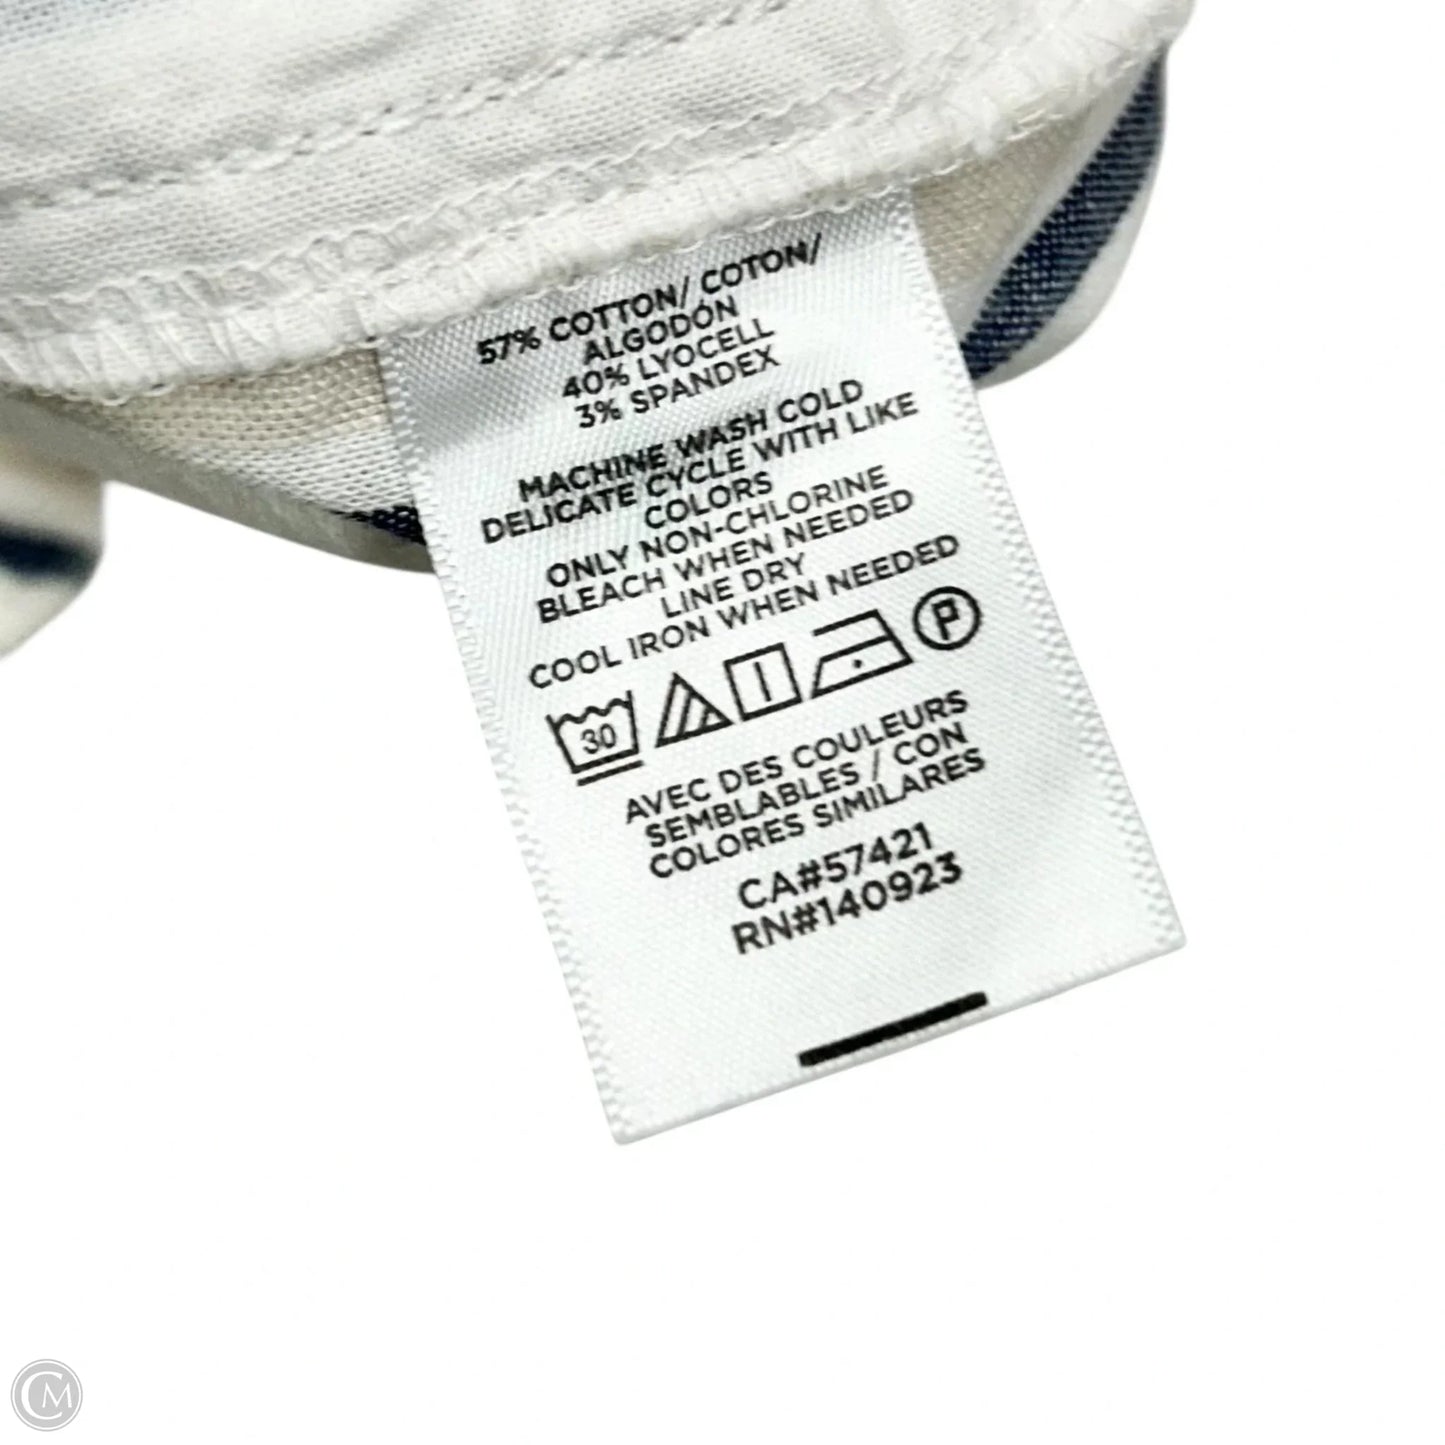 57% COTTON/ COTON/
ALGODÓN
40% LYOCELL
3% SPANDEX
MACHINE WASH COLD
DELICATE CYCLE WITH LIKE
COLORS
ONLY NON-CHLORINE
BLEACH WHEN NEEDED
LINE DRY
COOL IRON WHEN NEEDED
30 P
AVEC DES COULEURS
SEMBLABLES / CON
COLORES SIMILARES
CA#57421
RN#140923
CM